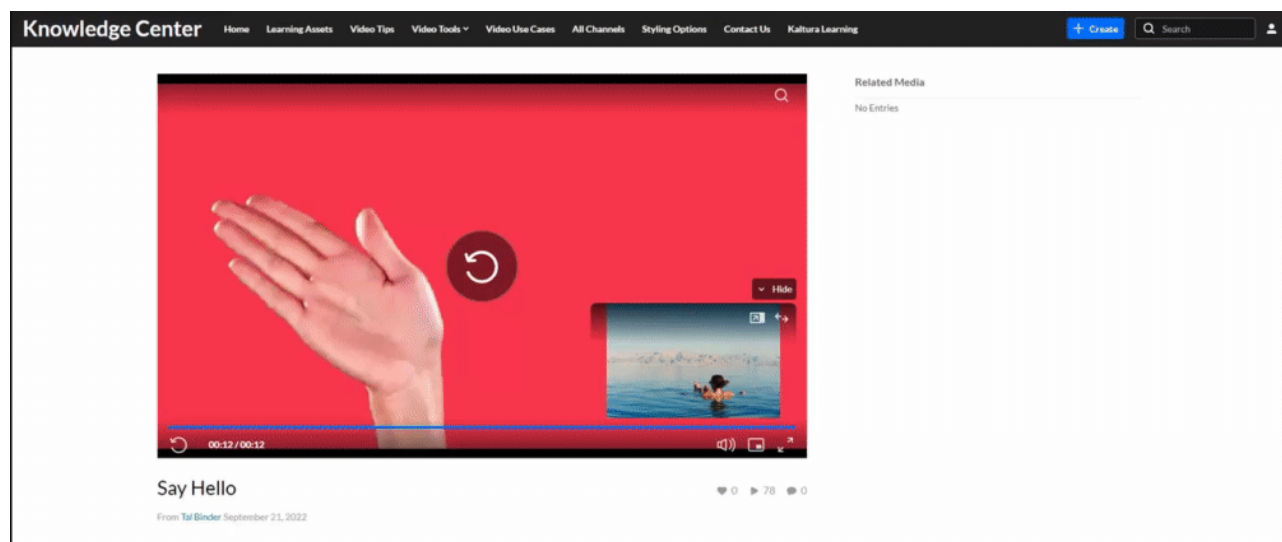 Knowledge Center Home Learning Assets Video Tips Video Tools Video Use Cases All Channels Styling Options Contact Us Kaltura Learning + Create Search
Related Media
No Entries
Hide
00:12 / 00:12
Say Hello
0 78 0
From Tal Binder September 21, 2022